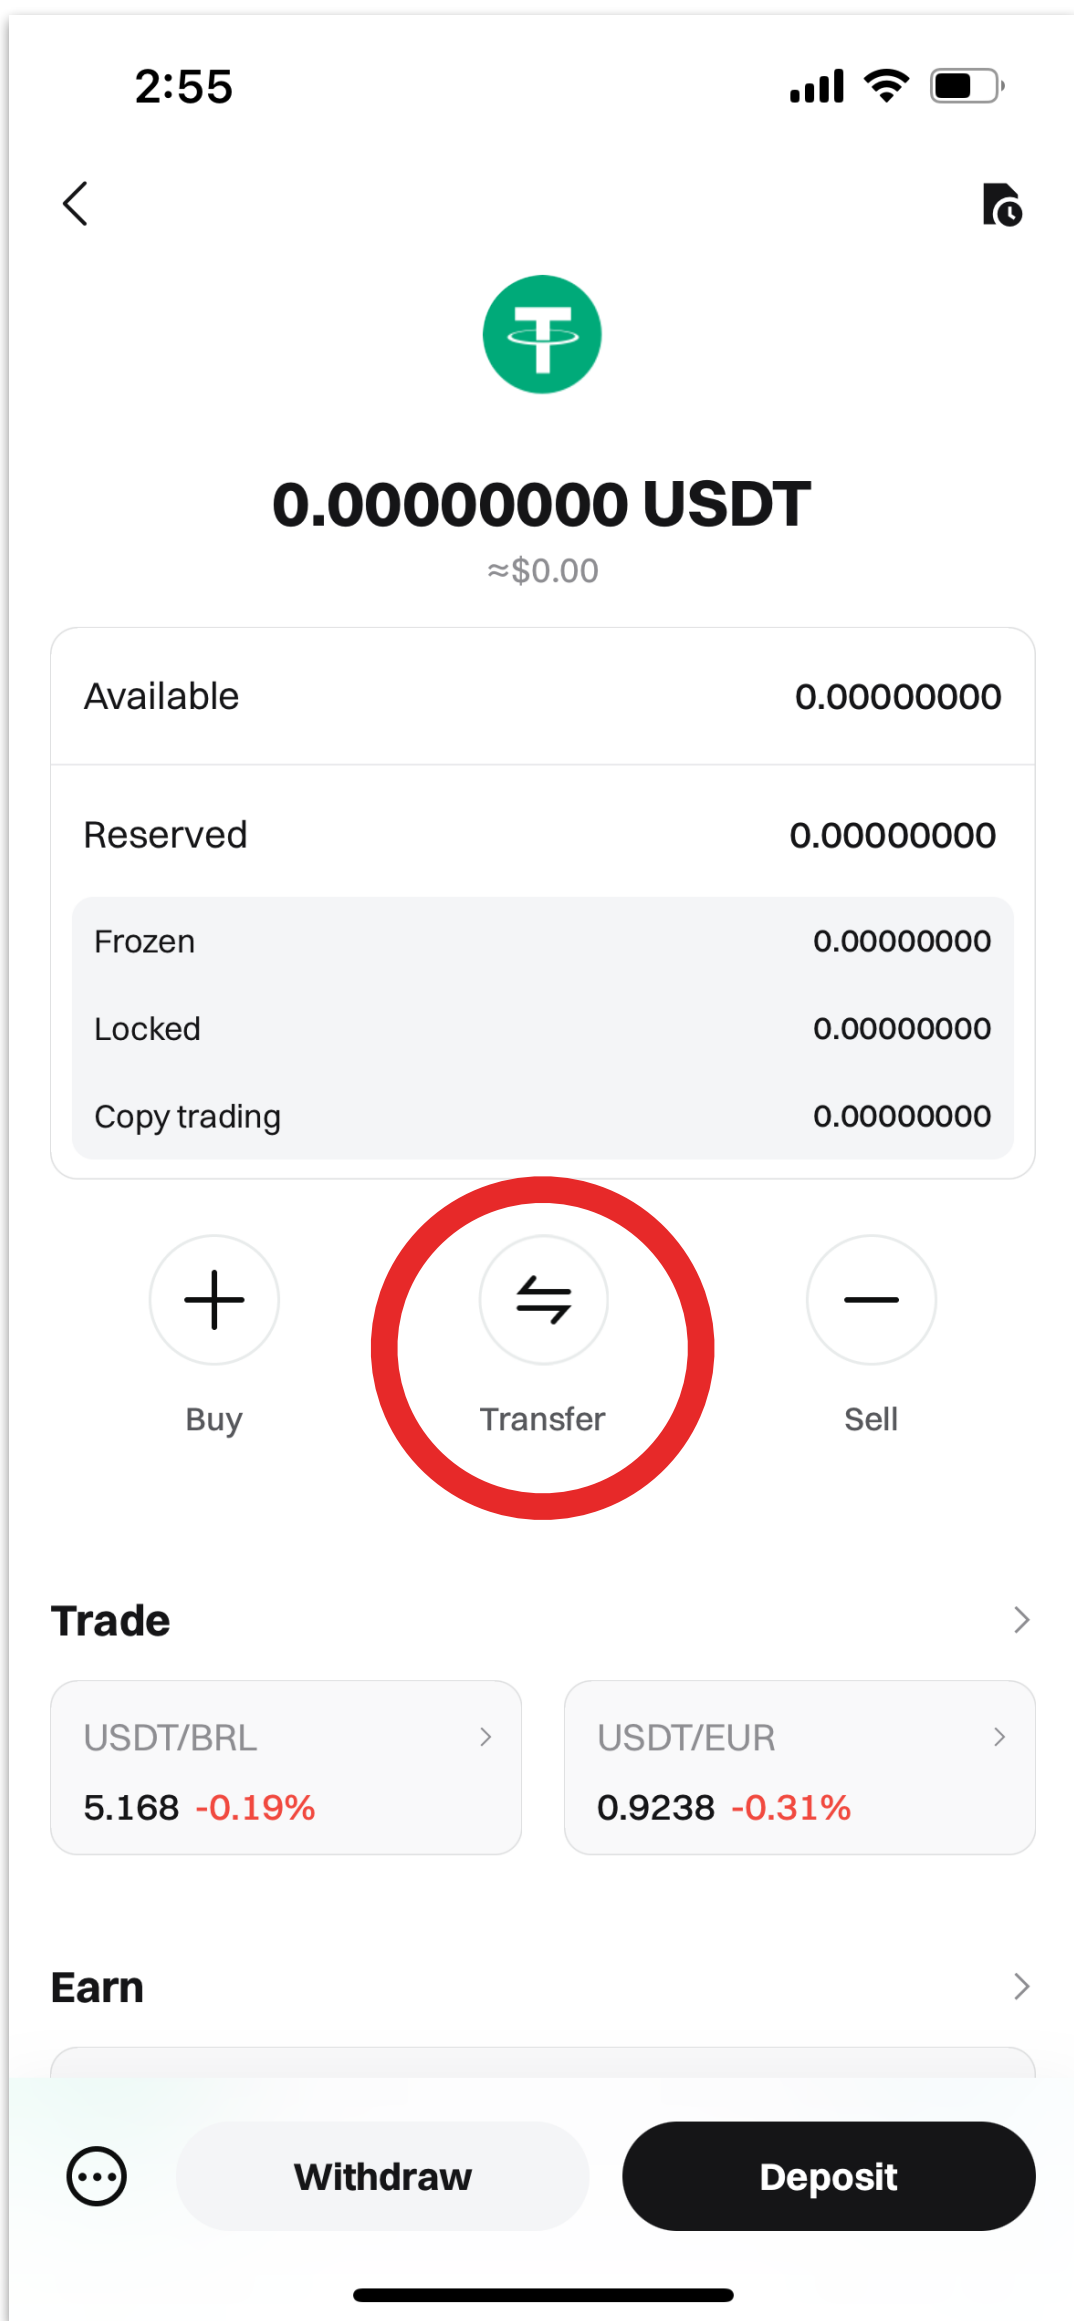 2:55
0.00000000 USDT
≈$0.00
Available 0.00000000
Reserved 0.00000000
Frozen 0.00000000
Locked 0.00000000
Copy trading 0.00000000
Buy Transfer Sell
Trade
USDT/BRL USDT/EUR
5.168 -0.19% 0.9238 -0.31%
Earn
Withdraw Deposit